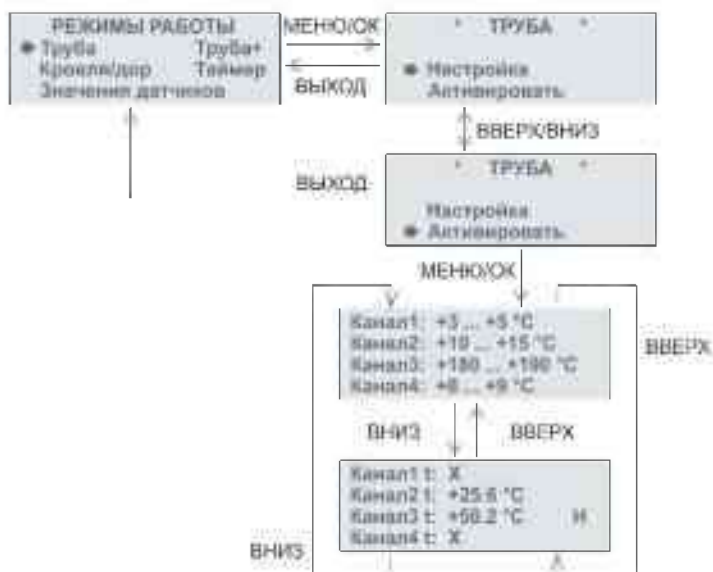 РЕЖИМЫ РАБОТЫ
Труба Труба+
Кровля/дор Таймер
Значения датчиков
МЕНЮ/ОК
ВЫХОД
* ТРУБА *
Настройка
Активировать
ВВЕРХ/ВНИЗ
ВЫХОД
* ТРУБА *
Настройка
Активировать
МЕНЮ/ОК
Канал1: +3 ... +5 °C
Канал2: +10 ... +15 °C
Канал3: +180 ... +190 °C
Канал4: +8 ... +9 °C
ВВЕРХ
ВНИЗ ВВЕРХ
Канал1 t: X
Канал2 t: +25.6 °C
Канал3 t: +50.2 °C Н
Канал4 t: X
ВНИЗ